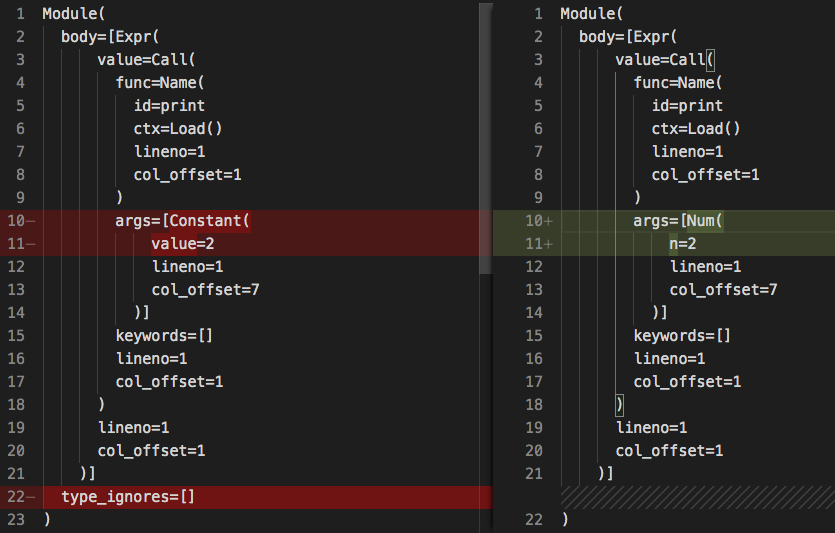 1 Module(
2   body=[Expr(
3       value=Call(
4         func=Name(
5           id=print
6           ctx=Load()
7           lineno=1
8           col_offset=1
9         )
10–         args=[Constant(
11–             value=2
12             lineno=1
13             col_offset=7
14           )]
15         keywords=[]
16         lineno=1
17         col_offset=1
18       )
19       lineno=1
20       col_offset=1
21     )]
22–   type_ignores=[]
23 )
1 Module(
2   body=[Expr(
3       value=Call(
4         func=Name(
5           id=print
6           ctx=Load()
7           lineno=1
8           col_offset=1
9         )
10+         args=[Num(
11+             n=2
12             lineno=1
13             col_offset=7
14           )]
15         keywords=[]
16         lineno=1
17         col_offset=1
18       )
19       lineno=1
20       col_offset=1
21     )]
22 )